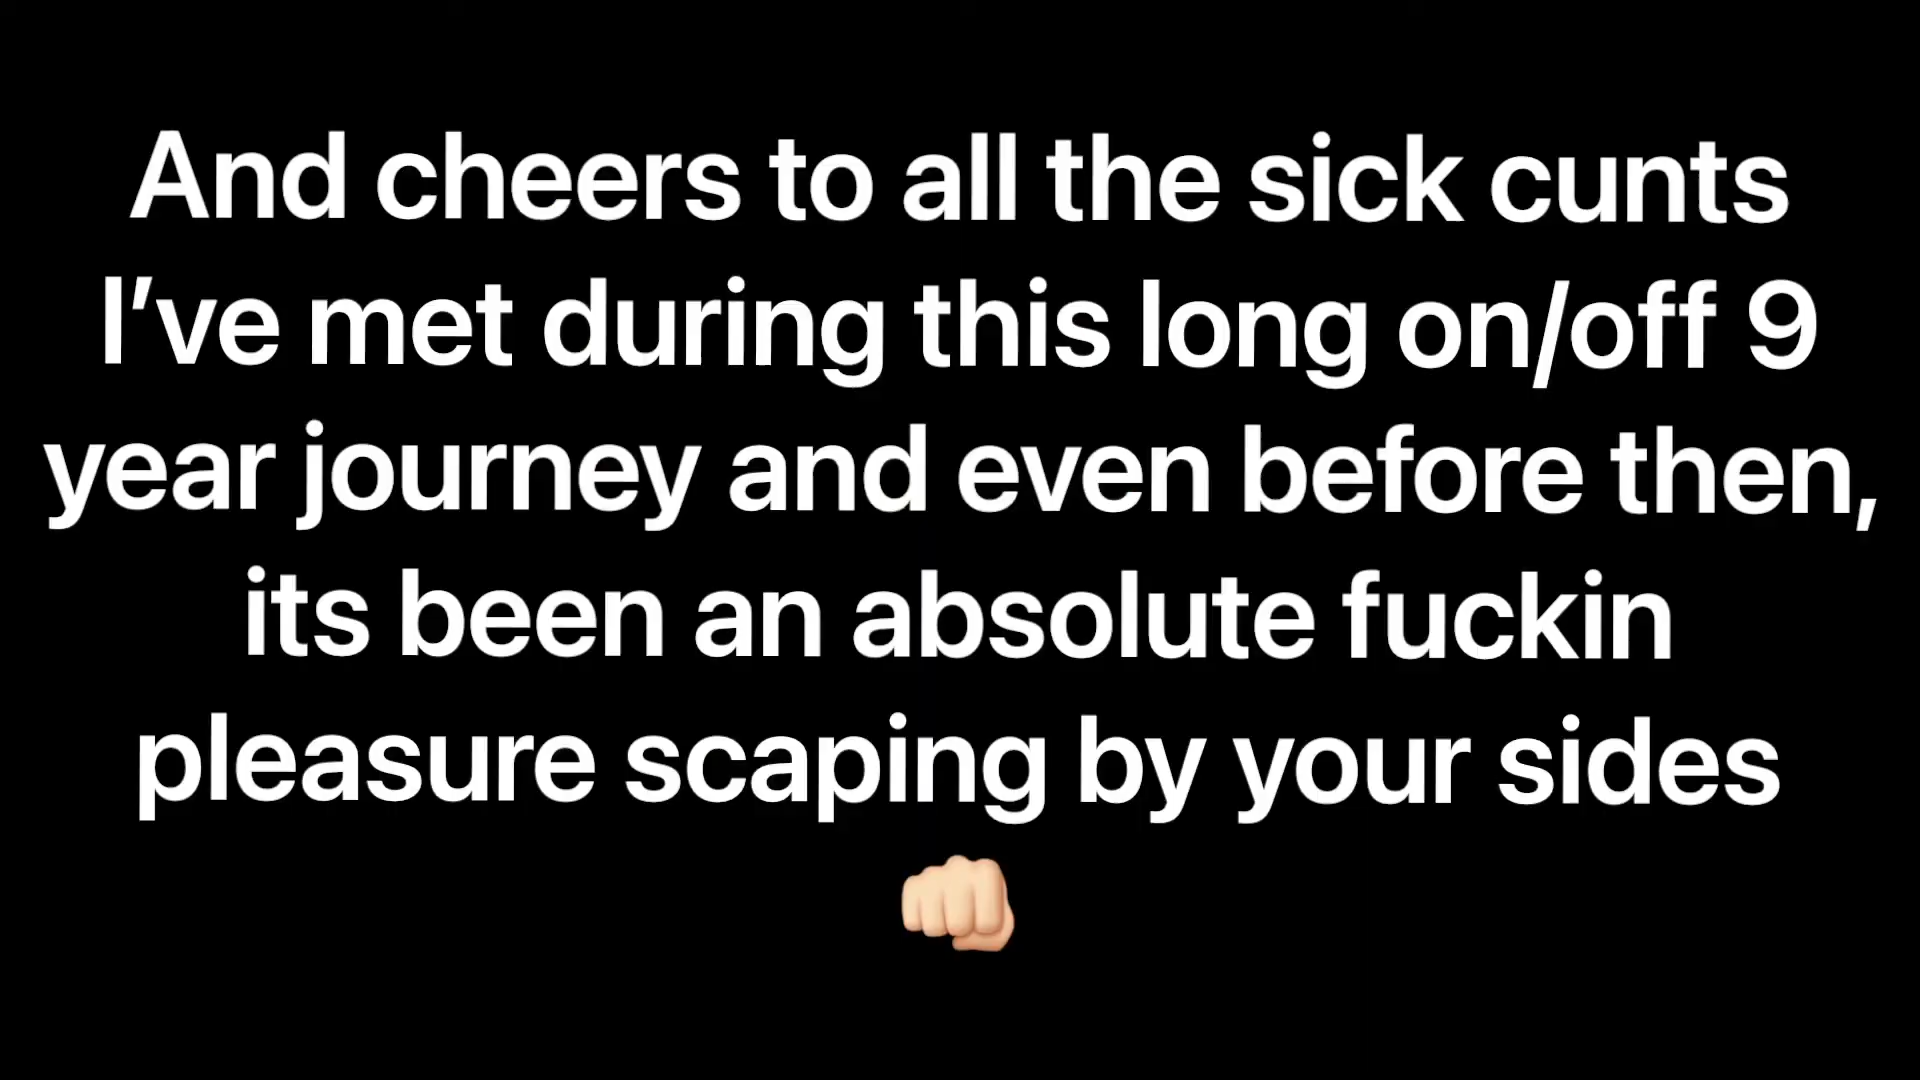 And cheers to all the sick cunts
I’ve met during this long on/off 9
year journey and even before then,
its been an absolute fuckin
pleasure scaping by your sides
👊🏻